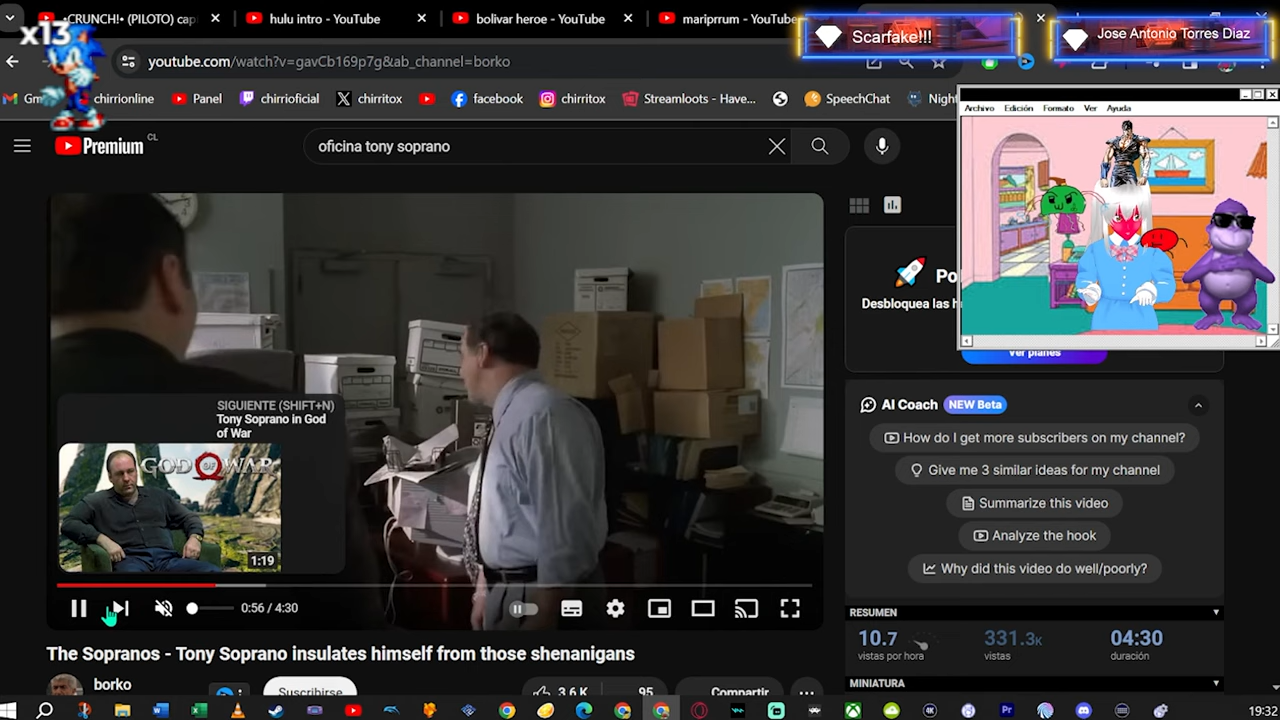 •CRUNCH!• (PILOTO) cap
hulu intro - YouTube
mariprrum - YouTube
x13
Scarfake!!!
Jose Antonio Torres Diaz
youtube.com/watch?v=gavCb169p7g&ab_channel=borko
chirrionline
Panel
chirrioficial
chirritox
facebook
chirritox
Streamloots - Have...
SpeechChat
Archivo Edición Formato Ver Ayuda
Premium CL
oficina tony soprano
Desbloquea las h
Ver planes
SIGUIENTE (SHIFT+N)
Tony Soprano in God
of War
GOD OF WAR
1:19
0:56 / 4:30
AI Coach NEW Beta
How do I get more subscribers on my channel?
Give me 3 similar ideas for my channel
Summarize this video
Analyze the hook
Why did this video do well/poorly?
RESUMEN
10.7 331.3K 04:30
vistas por hora vistas duración
MINIATURA
The Sopranos - Tony Soprano insulates himself from those shenanigans
borko
Suscribirse
3.6 K
95
Compartir
19:32